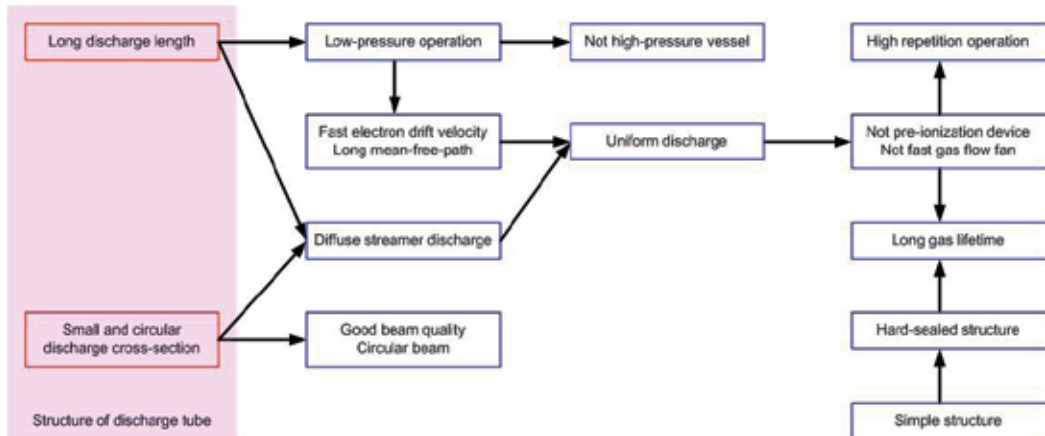 Long discharge length
Low-pressure operation
Not high-pressure vessel
High repetition operation
Fast electron drift velocity
Long mean-free-path
Uniform discharge
Not pre-ionization device
Not fast gas flow fan
Diffuse streamer discharge
Long gas lifetime
Small and circular
discharge cross-section
Good beam quality
Circular beam
Hard-sealed structure
Structure of discharge tube
Simple structure